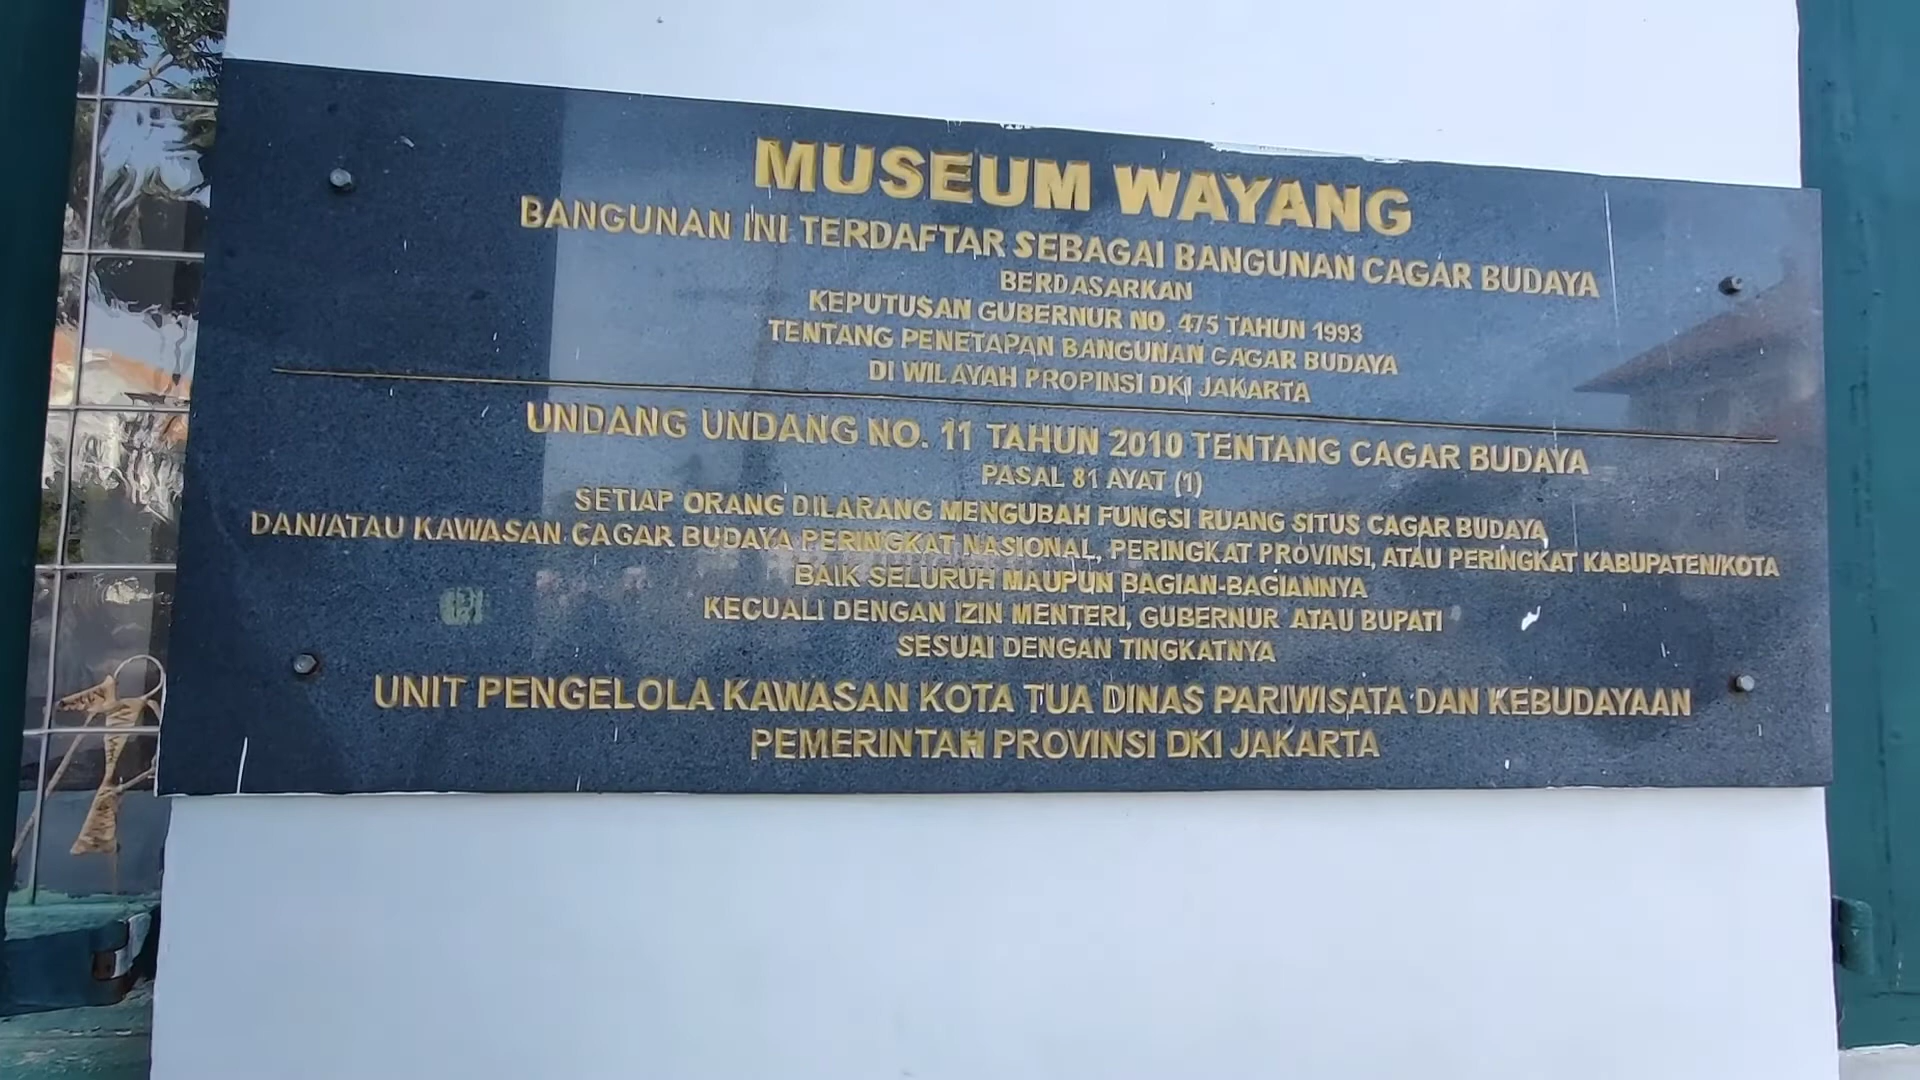 MUSEUM WAYANG
BANGUNAN INI TERDAFTAR SEBAGAI BANGUNAN CAGAR BUDAYA
BERDASARKAN
KEPUTUSAN GUBERNUR NO. 475 TAHUN 1993
TENTANG PENETAPAN BANGUNAN CAGAR BUDAYA
DI WILAYAH PROPINSI DKI JAKARTA
UNDANG UNDANG NO. 11 TAHUN 2010 TENTANG CAGAR BUDAYA
PASAL 81 AYAT (1)
SETIAP ORANG DILARANG MENGUBAH FUNGSI RUANG SITUS CAGAR BUDAYA
DAN/ATAU KAWASAN CAGAR BUDAYA PERINGKAT NASIONAL, PERINGKAT PROVINSI, ATAU PERINGKAT KABUPATEN/KOTA
BAIK SELURUH MAUPUN BAGIAN-BAGIANNYA
KECUALI DENGAN IZIN MENTERI, GUBERNUR ATAU BUPATI
SESUAI DENGAN TINGKATNYA
UNIT PENGELOLA KAWASAN KOTA TUA DINAS PARIWISATA DAN KEBUDAYAAN
PEMERINTAH PROVINSI DKI JAKARTA